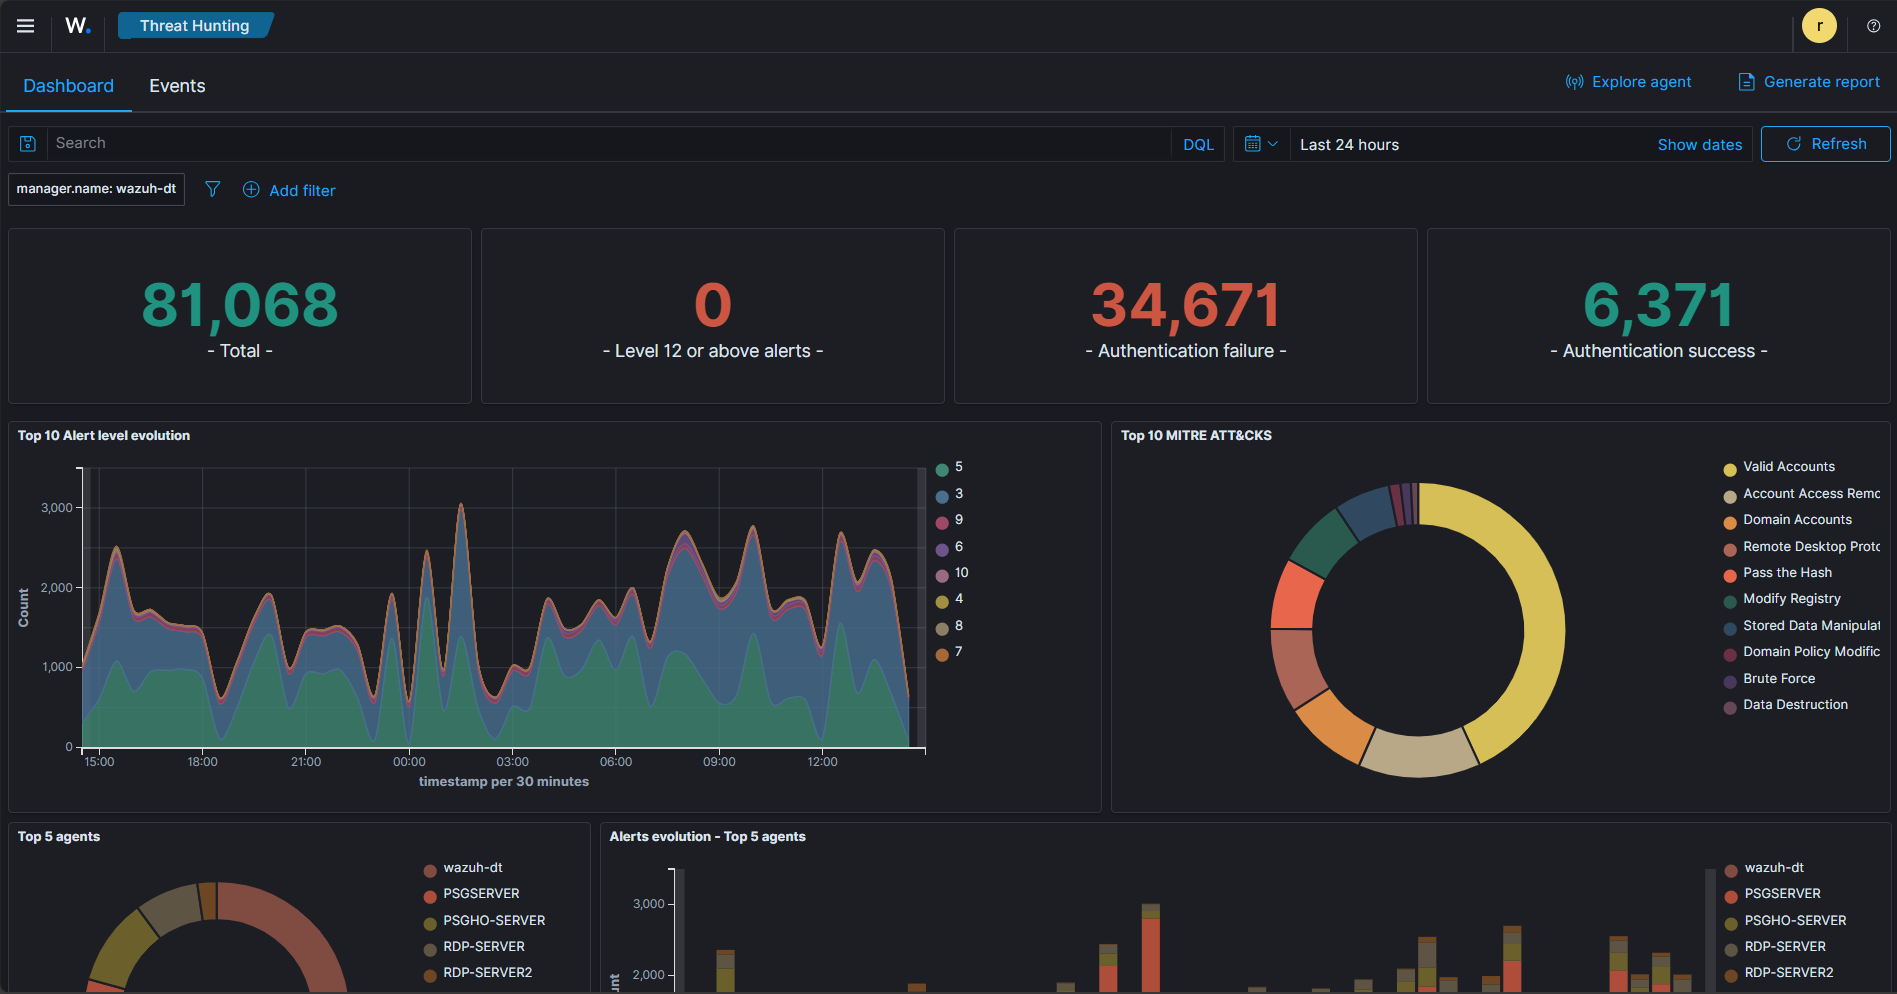 W.
Threat Hunting
r
Dashboard
Events
Explore agent
Generate report
Search
DQL
Last 24 hours
Show dates
Refresh
manager.name: wazuh-dt
Add filter
81,068
- Total -
0
- Level 12 or above alerts -
34,671
- Authentication failure -
6,371
- Authentication success -
Top 10 Alert level evolution
Count
3,000
2,000
1,000
0
15:00 18:00 21:00 00:00 03:00 06:00 09:00 12:00
timestamp per 30 minutes
5
3
9
6
10
4
8
7
Top 10 MITRE ATT&CKS
Valid Accounts
Account Access Remo
Domain Accounts
Remote Desktop Proto
Pass the Hash
Modify Registry
Stored Data Manipulat
Domain Policy Modific
Brute Force
Data Destruction
Top 5 agents
wazuh-dt
PSGSERVER
PSGHO-SERVER
RDP-SERVER
RDP-SERVER2
Alerts evolution - Top 5 agents
3,000
2,000
wazuh-dt
PSGSERVER
PSGHO-SERVER
RDP-SERVER
RDP-SERVER2